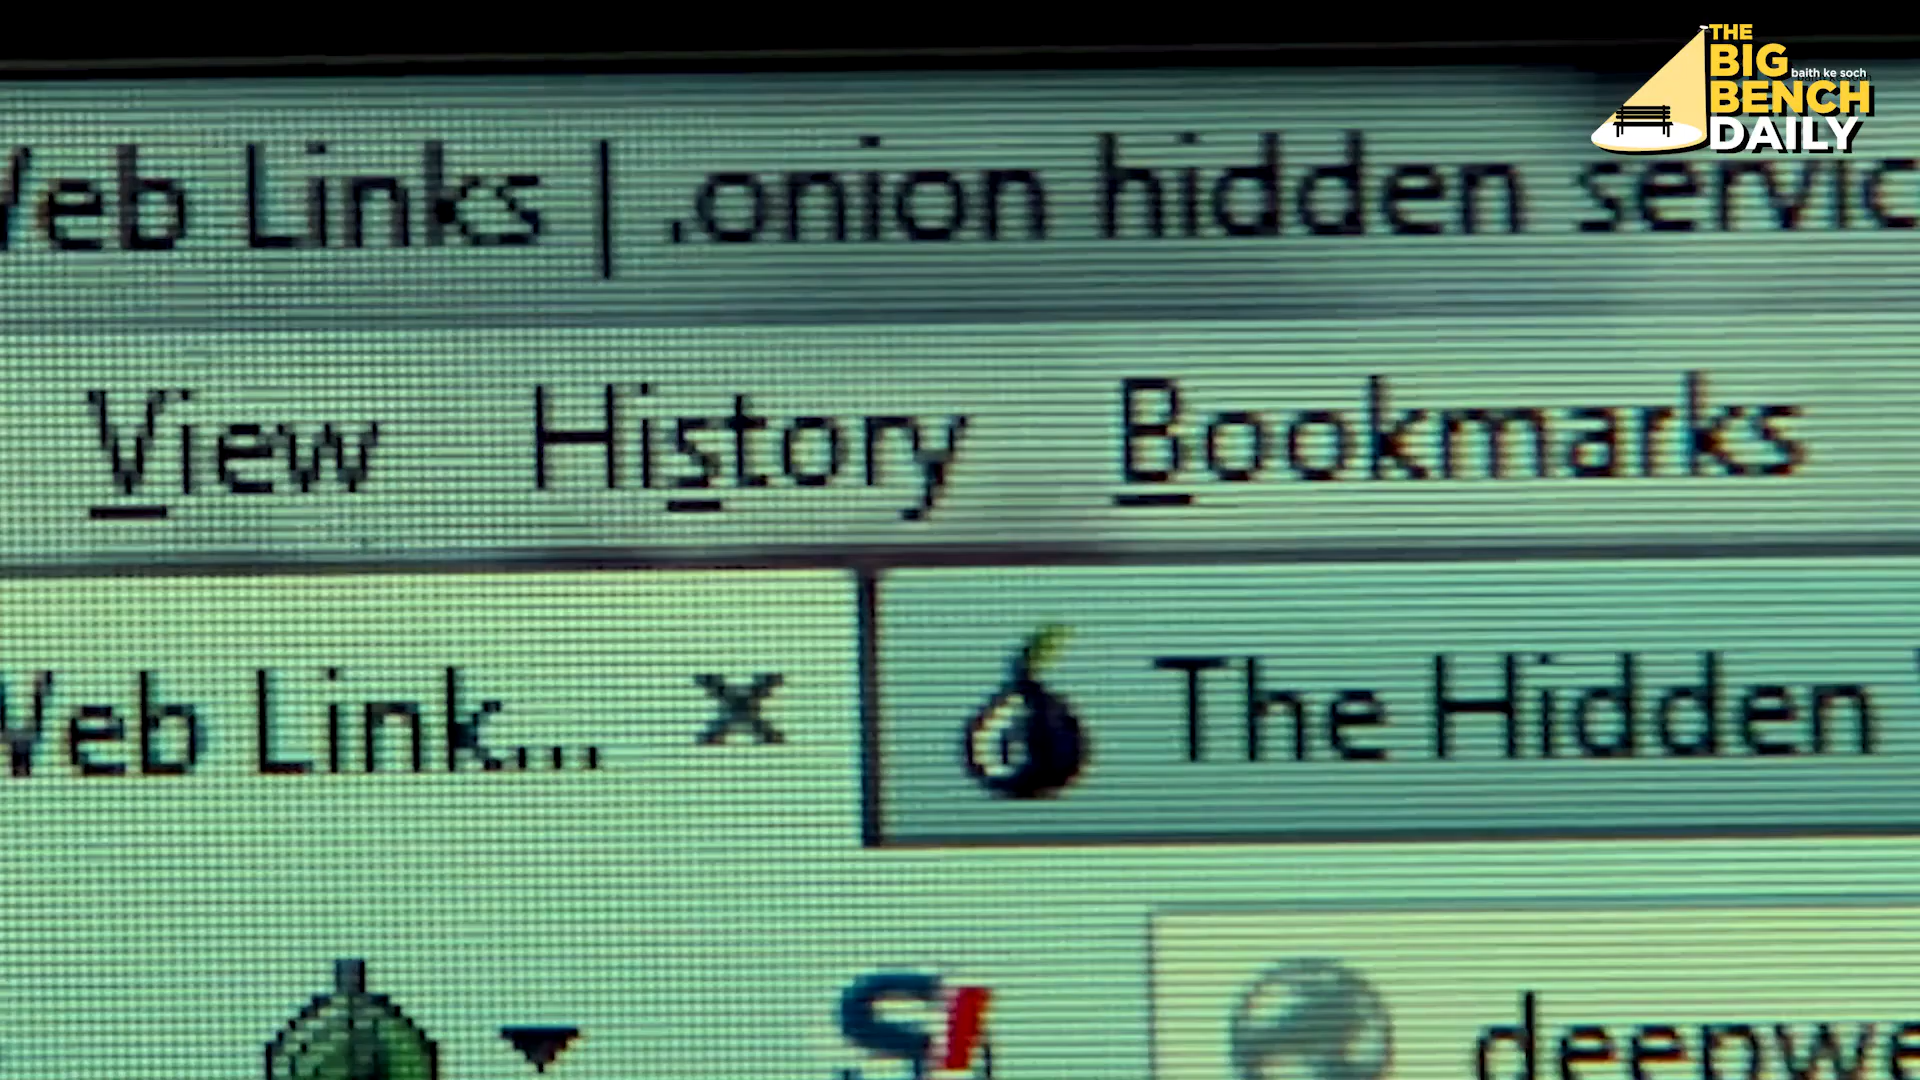 THE
BIG
baith ke soch
BENCH
DAILY
Web Links | .onion hidden servic
View History Bookmarks
Web Link...
The Hidden
deepwe